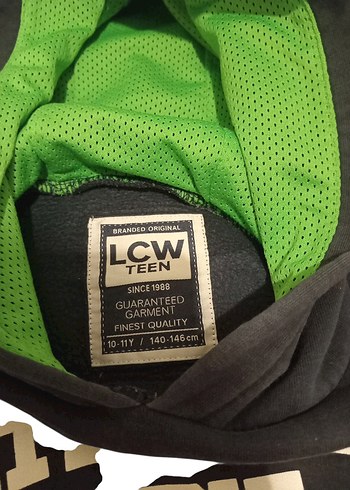 BRANDED ORIGINAL
LCW
TEEN
SINCE 1988
GUARANTEED
GARMENT
FINEST QUALITY
10-11Y / 140-146cm